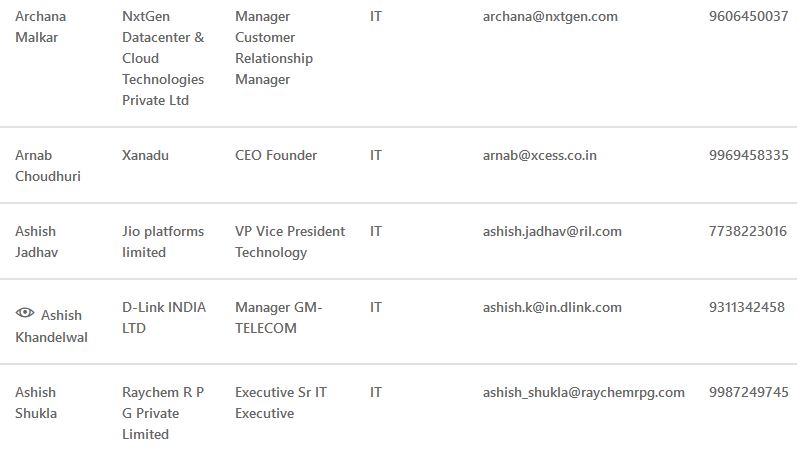 Archana Malkar NxtGen Datacenter & Cloud Technologies Private Ltd Manager Customer Relationship Manager IT archana@nxtgen.com 9606450037
Arnab Choudhuri Xanadu CEO Founder IT arnab@xcess.co.in 9969458335
Ashish Jadhav Jio platforms limited VP Vice President Technology IT ashish.jadhav@ril.com 7738223016
Ashish Khandelwal D-Link INDIA LTD Manager GM-TELECOM IT ashish.k@in.dlink.com 9311342458
Ashish Shukla Raychem R P G Private Limited Executive Sr IT Executive IT ashish_shukla@raychemrpg.com 9987249745